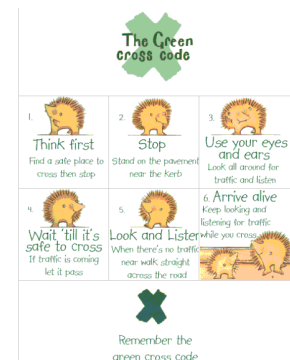 The Green
cross code
1.
Think first
Find a safe place to
cross then stop
2.
Stop
Stand on the pavement
near the kerb
3.
Use your eyes
and ears
Look all around for
traffic and listen
4.
Wait 'till it's
safe to cross
If traffic is coming
let it pass
5.
Look and Listen
When there's no traffic
near walk straight
across the road
6. Arrive alive
Keep looking and
listening for traffic
while you cross
Remember the
green cross code